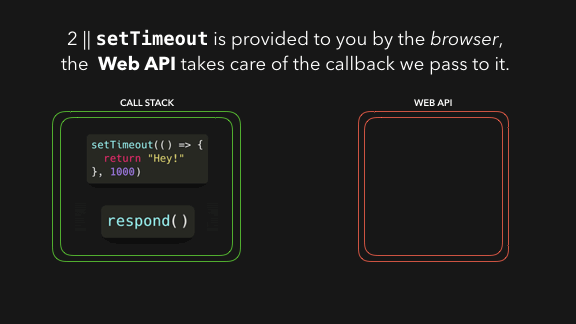 2 || setTimeout is provided to you by the browser,
the Web API takes care of the callback we pass to it.
CALL STACK
WEB API
setTimeout(() => {
return "Hey!"
}, 1000)
respond()